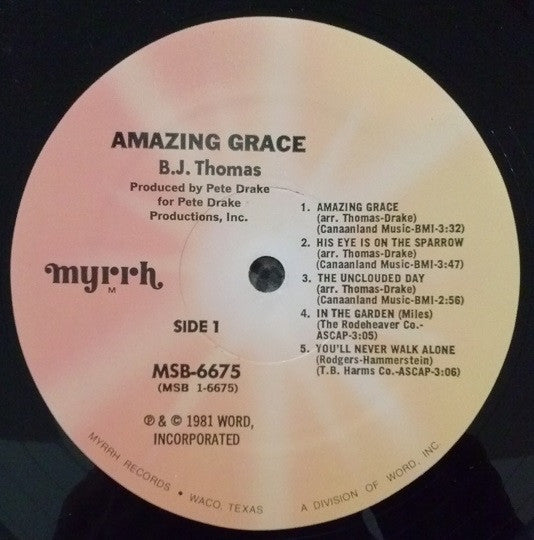 AMAZING GRACE
B.J. Thomas
Produced by Pete Drake
for Pete Drake
Productions, Inc.
myrrh
M
SIDE 1
MSB-6675
(MSB 1-6675)
℗ & © 1981 WORD,
INCORPORATED
1. AMAZING GRACE
(arr. Thomas-Drake)
(Canaanland Music-BMI-3:32)
2. HIS EYE IS ON THE SPARROW
(arr. Thomas-Drake)
(Canaanland Music-BMI-3:47)
3. THE UNCLOUDED DAY
(arr. Thomas-Drake)
(Canaanland Music-BMI-2:56)
4. IN THE GARDEN (Miles)
(The Rodeheaver Co.-
ASCAP-3:05)
5. YOU'LL NEVER WALK ALONE
(Rodgers-Hammerstein)
(T.B. Harms Co.-ASCAP-3:06)
MYRRH RECORDS • WACO, TEXAS A DIVISION OF WORD, INC.